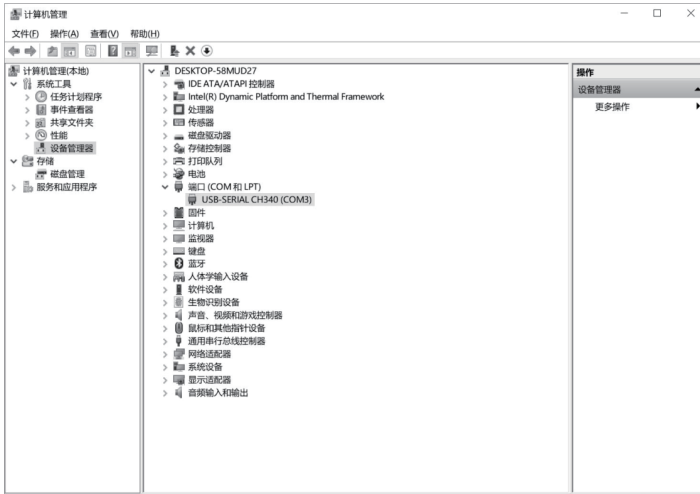 计算机管理
文件(F) 操作(A) 查看(V) 帮助(H)
计算机管理(本地)
系统工具
任务计划程序
事件查看器
共享文件夹
性能
设备管理器
存储
磁盘管理
服务和应用程序
DESKTOP-58MUD27
IDE ATA/ATAPI 控制器
Intel(R) Dynamic Platform and Thermal Framework
处理器
传感器
磁盘驱动器
存储控制器
打印队列
电池
端口 (COM 和 LPT)
USB-SERIAL CH340 (COM3)
固件
计算机
监视器
键盘
蓝牙
人体学输入设备
软件设备
生物识别设备
声音、视频和游戏控制器
鼠标和其他指针设备
通用串行总线控制器
网络适配器
系统设备
显示适配器
音频输入和输出
操作
设备管理器
更多操作